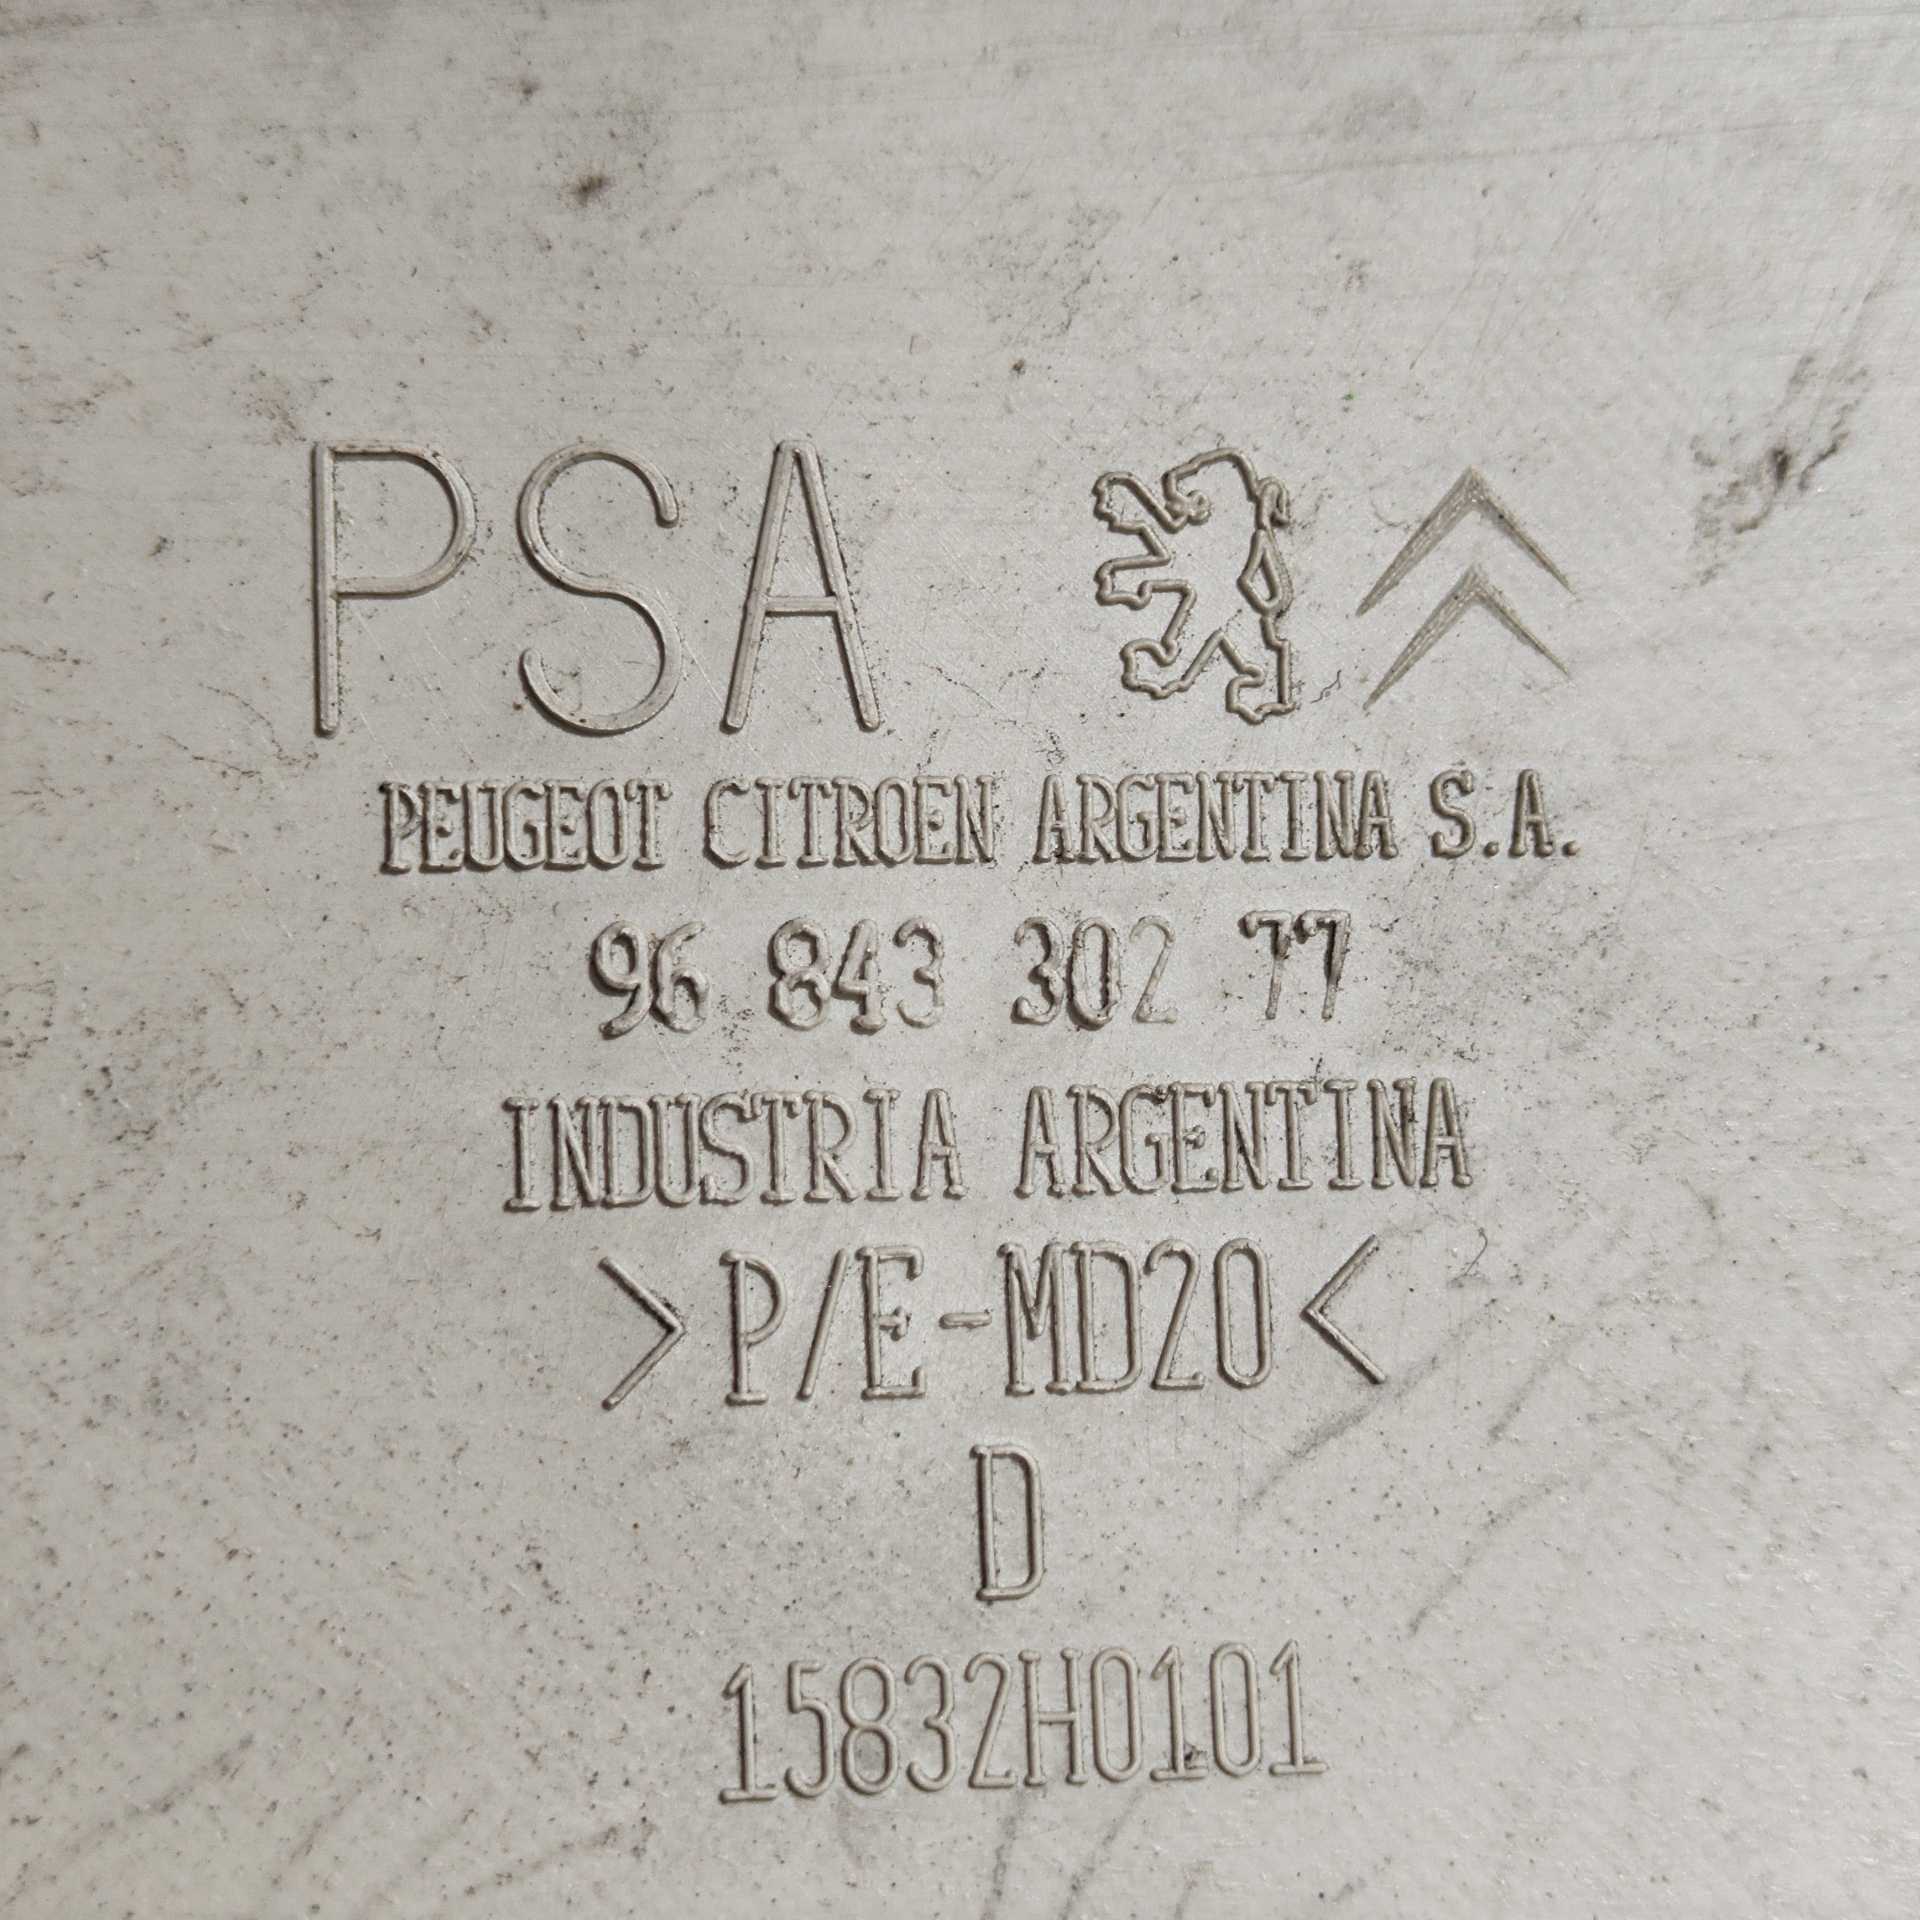 PSA
PEUGEOT CITROEN ARGENTINA S.A.
96 843 302 77
INDUSTRIA ARGENTINA
>P/E-MD20<
D
15832H0101